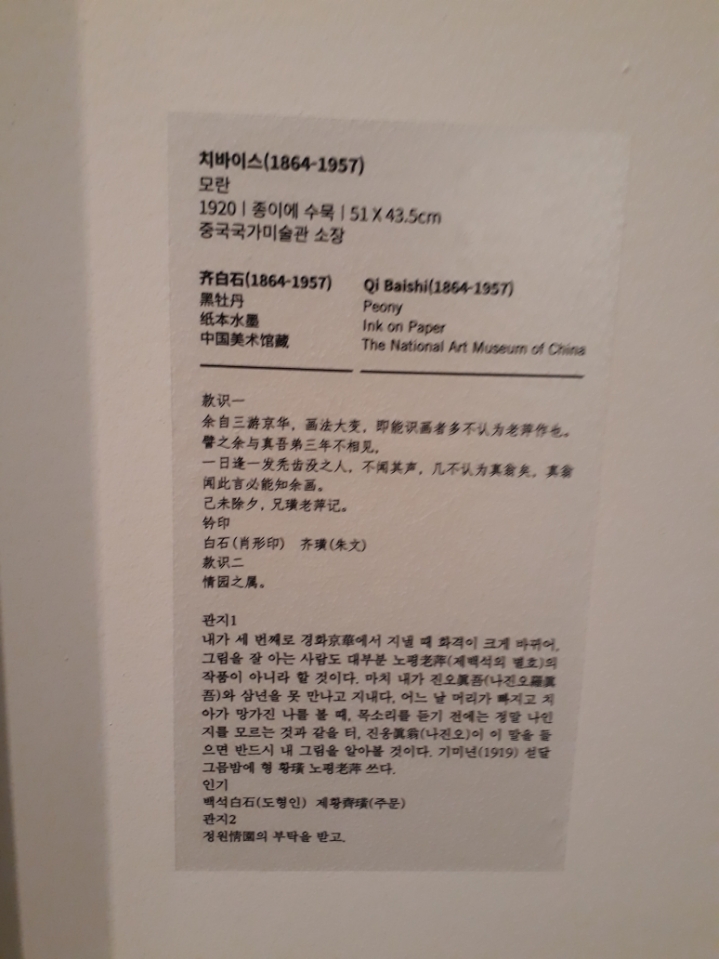 치바이스(1864-1957)
모란
1920 | 종이에 수묵 | 51 X 43.5cm
중국국가미술관 소장
齐白石(1864-1957)
黑牡丹
纸本水墨
中国美术馆藏
Qi Baishi(1864-1957)
Peony
Ink on Paper
The National Art Museum of China
款识一
余自三游京华，画法大变，即能识画者多不认为老萍作也。
譬之余与真吾弟三年不相见，
一日逢一发秃齿没之人，不闻其声，几不认为真翁矣，真翁
闻此言必能知余画。
己未除夕，兄璜老萍记。
钤印
白石(肖形印) 齐璜(朱文)
款识二
情园之属。
관지1
내가 세 번째로 경화京華에서 지낼 때 화격이 크게 바뀌어,
그림을 잘 아는 사람도 대부분 노평老萍(제백석의 별호)의
작품이 아니라 할 것이다. 마치 내가 진오眞吾(나진오羅眞
吾)와 삼년을 못 만나고 지내다, 어느 날 머리가 빠지고 치
아가 망가진 나를 볼 때, 목소리를 듣기 전에는 정말 나인
지를 모르는 것과 같을 터, 진옹眞翁(나진오)이 이 말을 들
으면 반드시 내 그림을 알아볼 것이다. 기미년(1919) 섣달
그믐밤에 형 황璜 노평老萍 쓰다.
인기
백석白石(도형인) 제황齊璜(주문)
관지2
정원情園의 부탁을 받고.